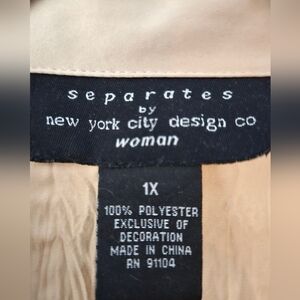 separates
by
new york city design co
woman
1X
100% POLYESTER
EXCLUSIVE OF
DECORATION
MADE IN CHINA
RN 91104